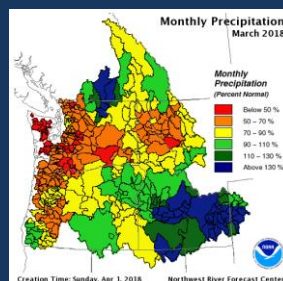 Monthly Precipitation
March 2018
Monthly
Precipitation
(Percent Normal)
Below 50 %
50 - 70 %
70 - 90 %
90 - 110 %
110 - 130 %
Above 130 %
noaa
Creation Time: Sunday, Apr 1, 2018
Northwest River Forecast Center